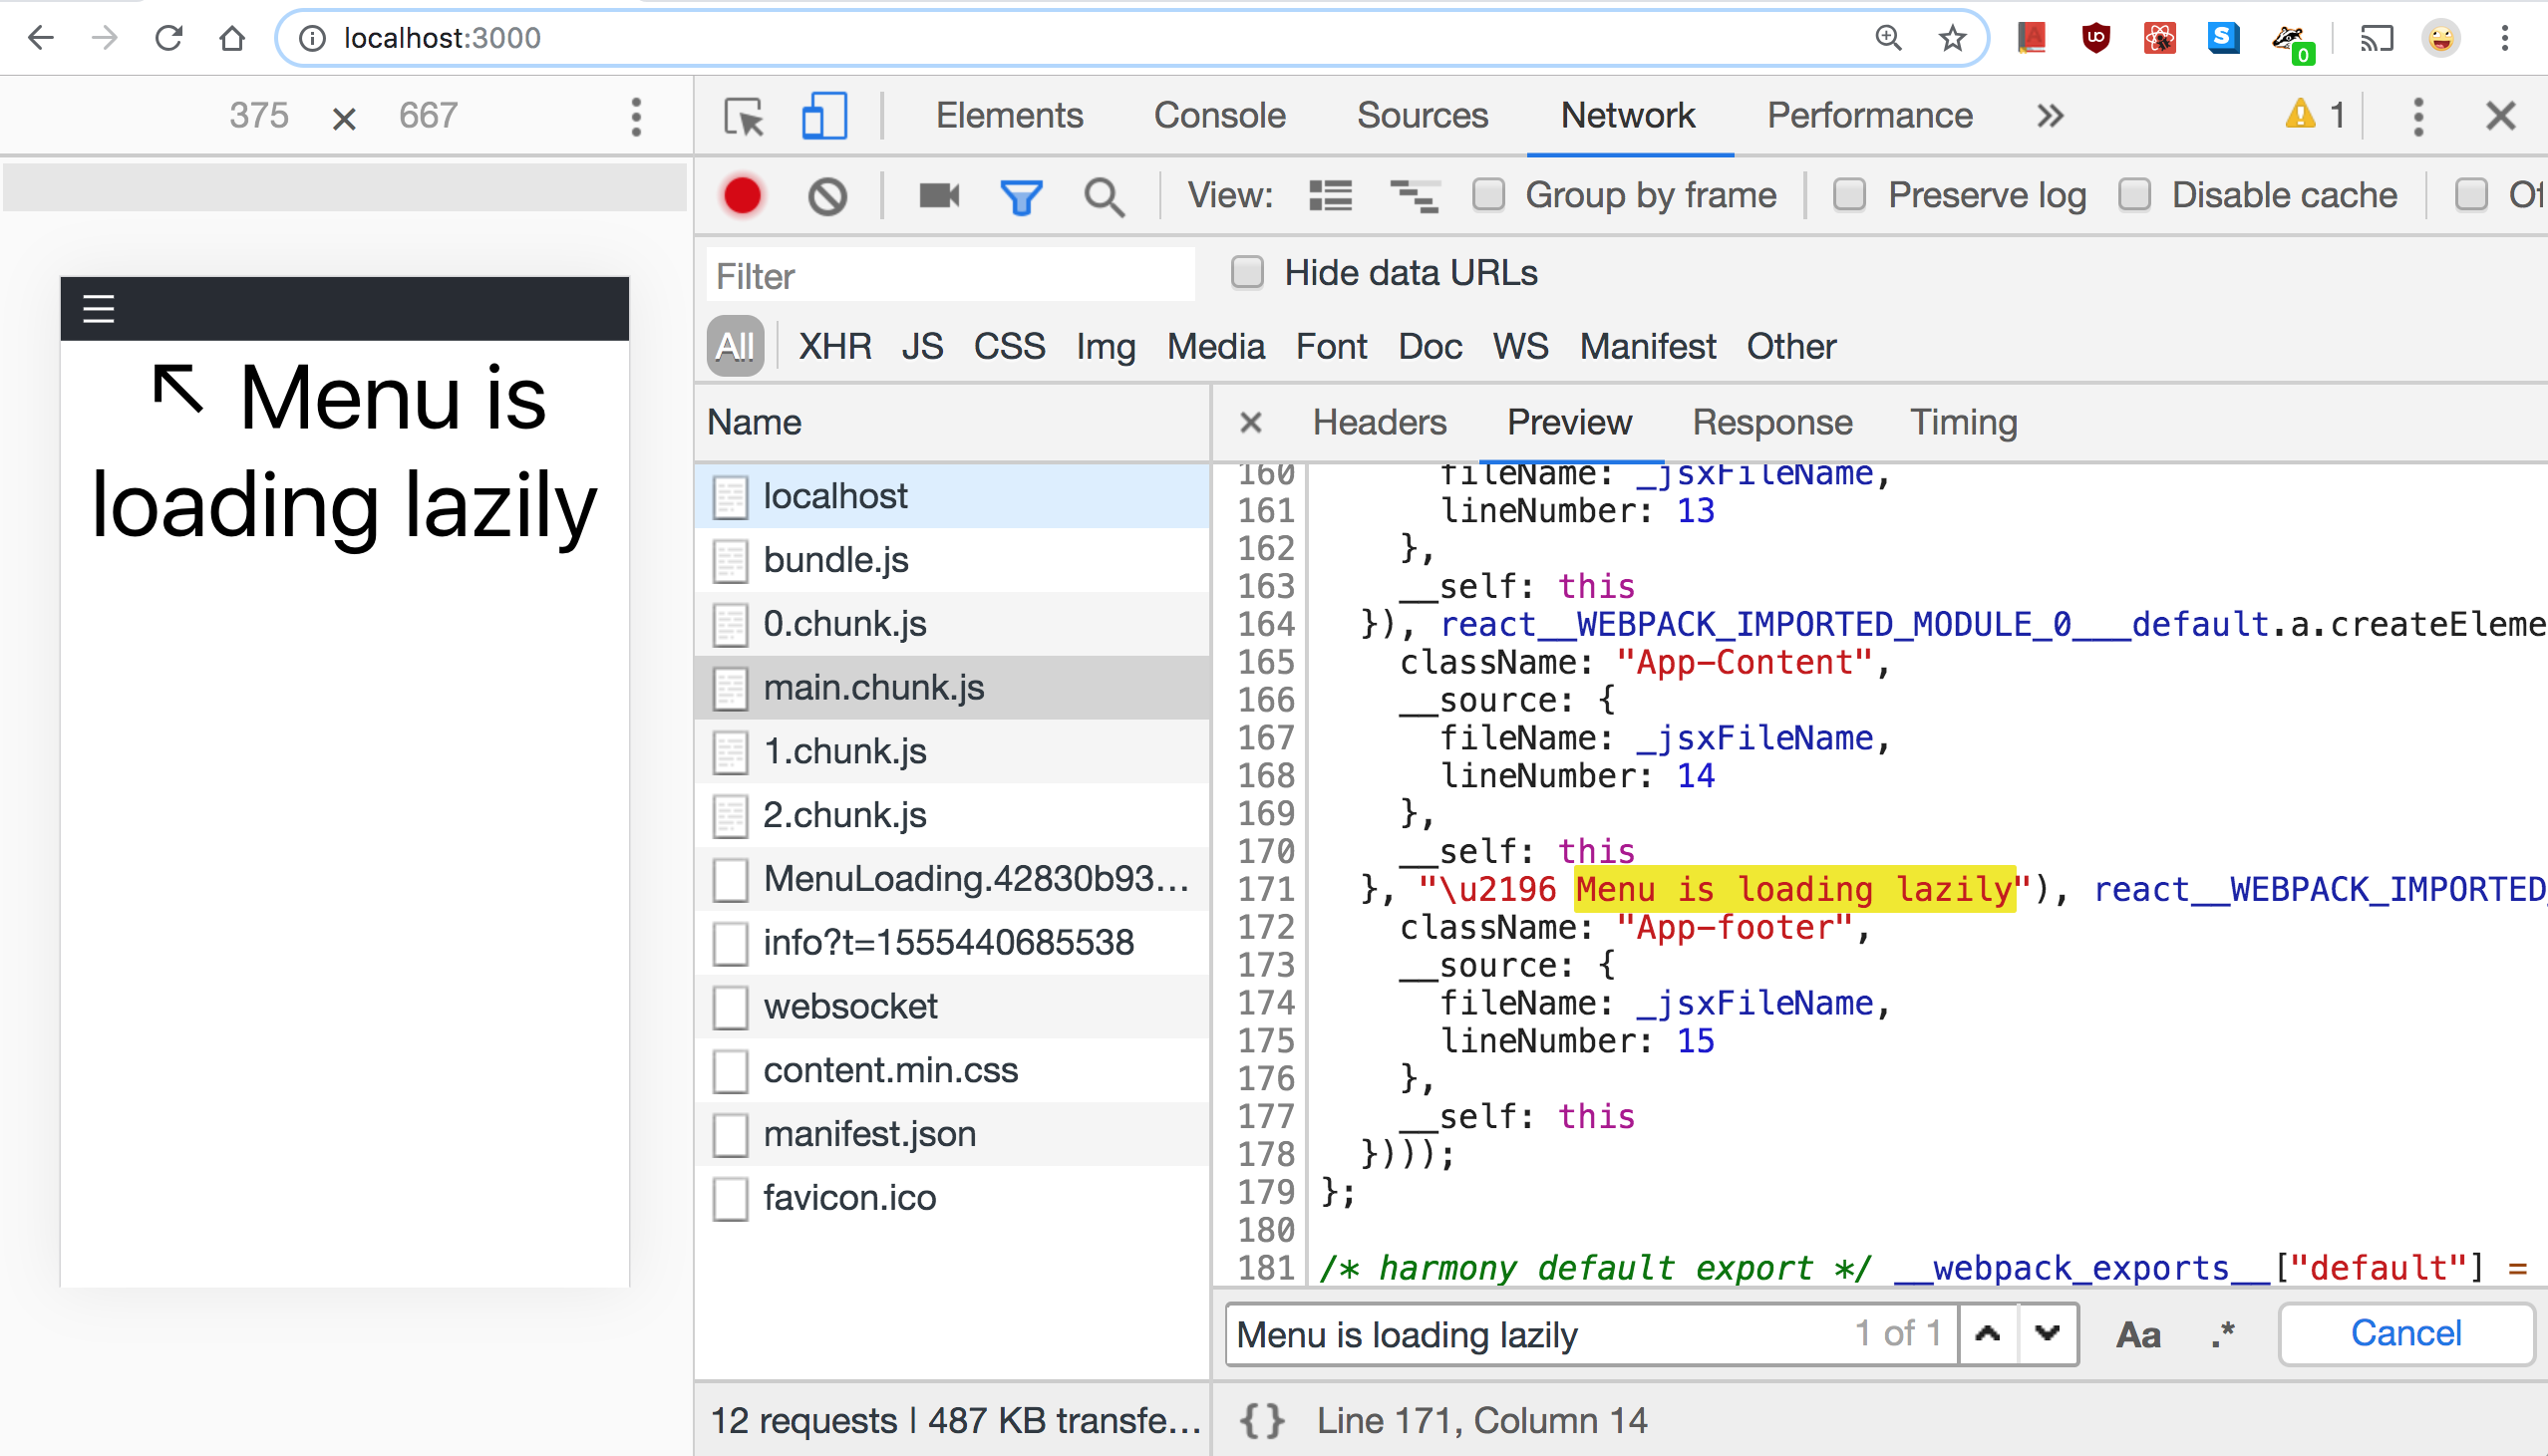 localhost:3000
0
375 × 667
Elements Console Sources Network Performance » 1
View: Group by frame Preserve log Disable cache
Filter Hide data URLs
All XHR JS CSS Img Media Font Doc WS Manifest Other
↖ Menu is
loading lazily
Name
localhost
bundle.js
0.chunk.js
main.chunk.js
1.chunk.js
2.chunk.js
MenuLoading.42830b93...
info?t=1555440685538
websocket
content.min.css
manifest.json
favicon.ico
12 requests | 487 KB transfe...
× Headers Preview Response Timing
160 fileName: _jsxFileName,
161 lineNumber: 13
162 },
163 __self: this
164 }), react__WEBPACK_IMPORTED_MODULE_0___default.a.createEleme
165 className: "App-Content",
166 __source: {
167 fileName: _jsxFileName,
168 lineNumber: 14
169 },
170 __self: this
171 }, "\u2196 Menu is loading lazily"), react__WEBPACK_IMPORTED_
172 className: "App-footer",
173 __source: {
174 fileName: _jsxFileName,
175 lineNumber: 15
176 },
177 __self: this
178 })));
179 };
180
181 /* harmony default export */ __webpack_exports__["default"] =
Menu is loading lazily 1 of 1 Aa .* Cancel
{} Line 171, Column 14